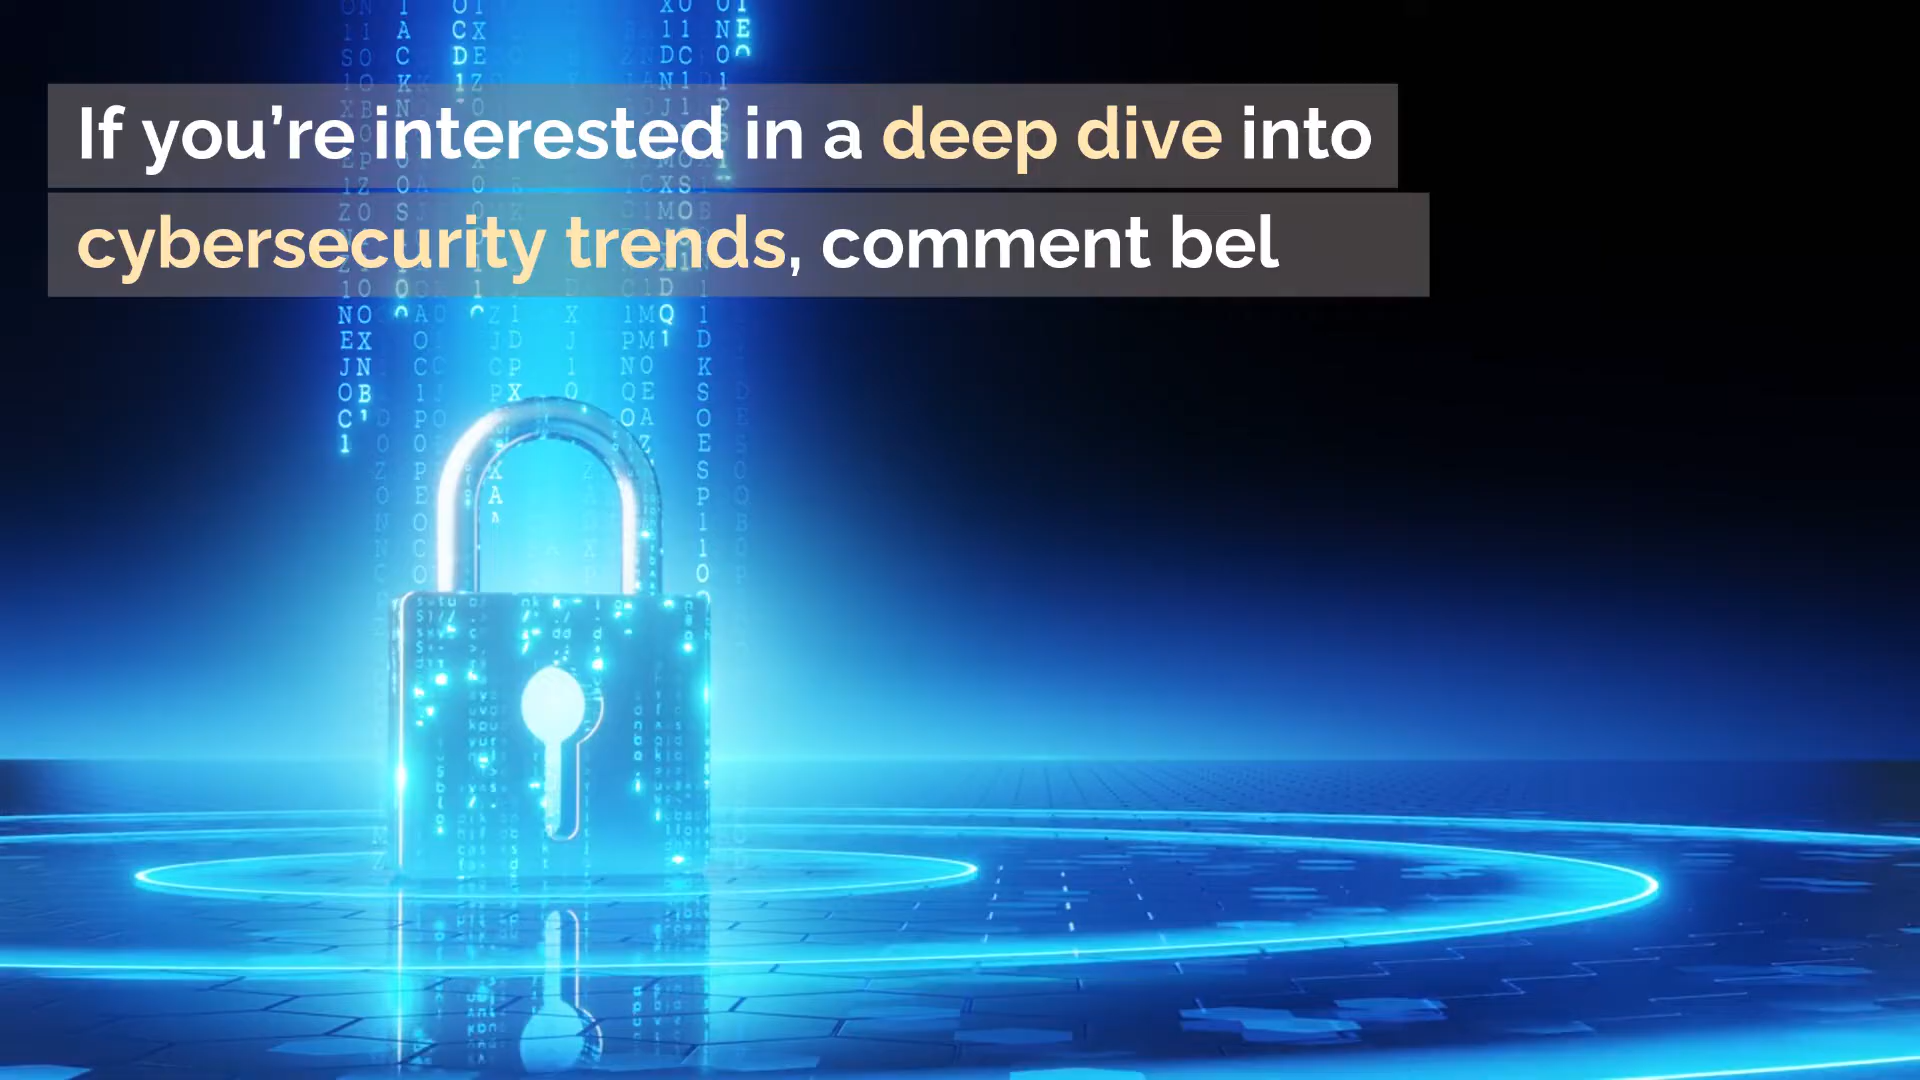 If you’re interested in a deep dive into
cybersecurity trends, comment bel